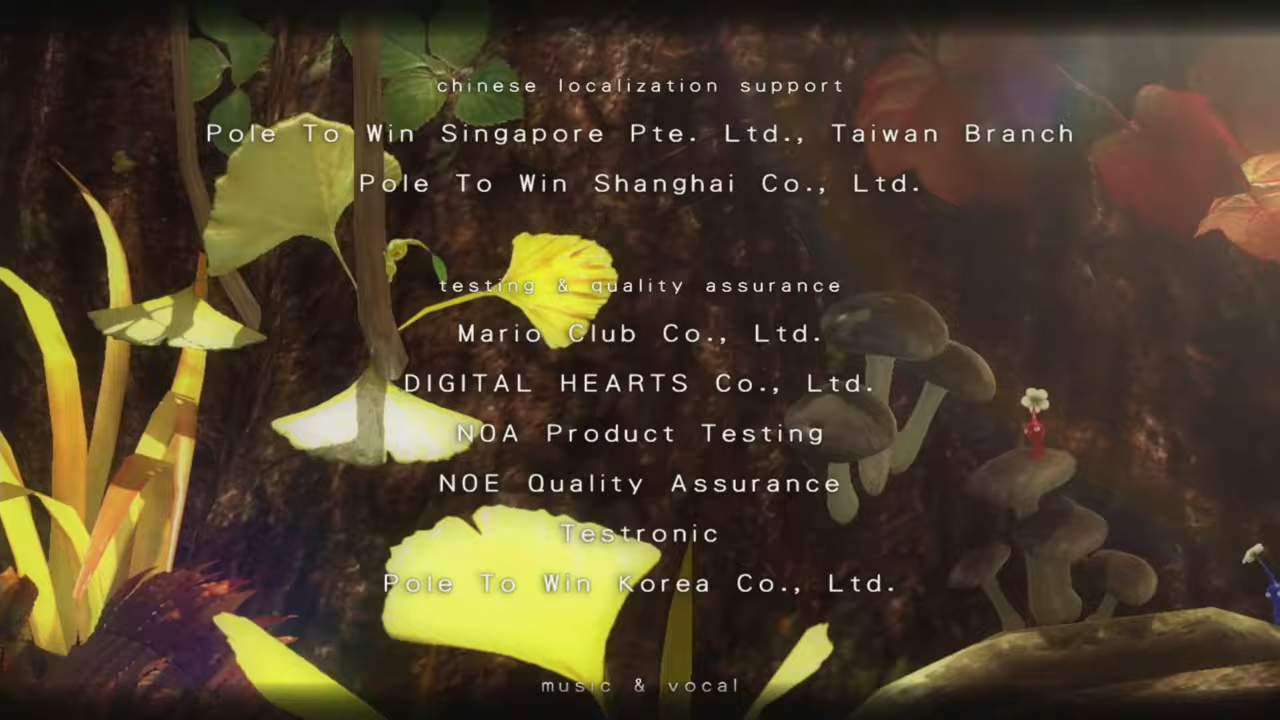 chinese localization support
Pole To Win Singapore Pte. Ltd., Taiwan Branch
Pole To Win Shanghai Co., Ltd.
testing & quality assurance
Mario Club Co., Ltd.
DIGITAL HEARTS Co., Ltd.
NOA Product Testing
NOE Quality Assurance
Testronic
Pole To Win Korea Co., Ltd.
music & vocal